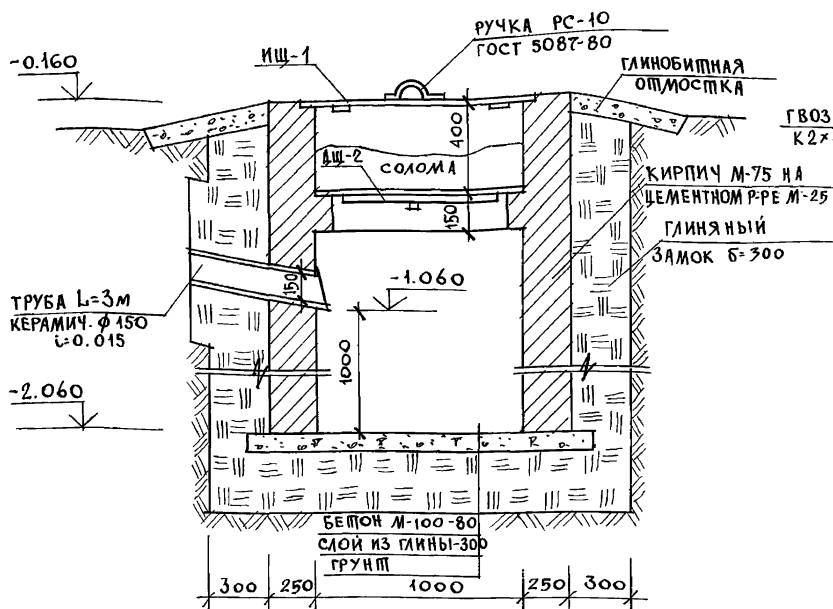 РУЧКА РС-10
ГОСТ 5087-80
ИЩ-1
-0.160
ГЛИНОБИТНАЯ
ОТМОСТКА
ГВОЗ
К2×
400
ДЩ-2
СОЛОМА
КИРПИЧ М-75 НА
ЦЕМЕНТНОМ Р-РЕ М-25
150
ГЛИНЯНЫЙ
ЗАМОК б=300
-1.060
150
ТРУБА L=3м
КЕРАМИЧ. ф 150
i=0.015
1000
-2.060
БЕТОН М-100-80
СЛОЙ ИЗ ГЛИНЫ-300
ГРУНТ
300 250 1000 250 300